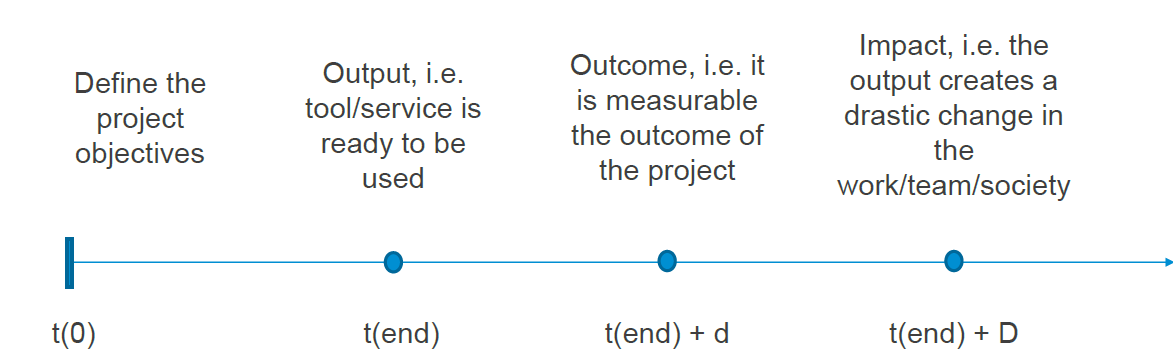 Define the
project
objectives
Output, i.e.
tool/service is
ready to be
used
Outcome, i.e. it
is measurable
the outcome of
the project
Impact, i.e. the
output creates a
drastic change in
the
work/team/society
t(0)
t(end)
t(end) + d
t(end) + D